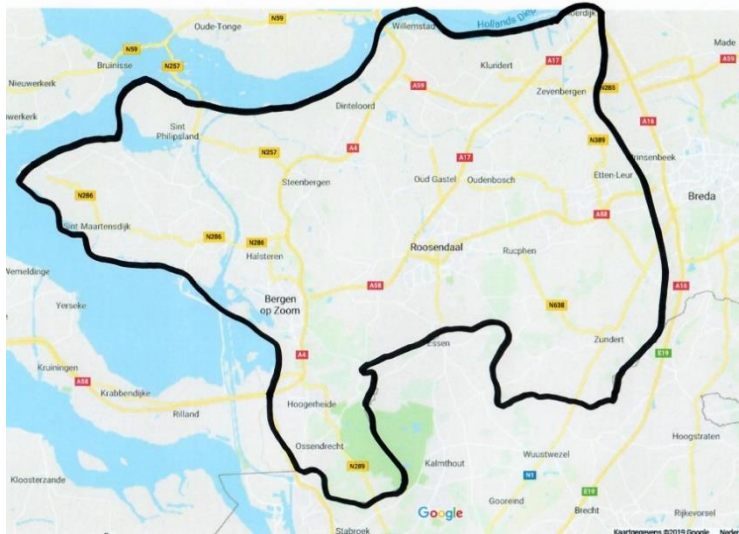 N59
Oude-Tonge
Willemstad
Hollands Diep
N59
Bruinisse
N257
Klundert
A17
Made
Nieuwerkerk
A59
A59
Zevenbergen
N285
Dinteloord
A16
Sint
Philipsland
A4
N389
N257
A17
Steenbergen
Oud Gastel
Oudenbosch
Etten-Leur
Breda
N286
Sint-Maartensdijk
A58
N286
N286
Halsteren
Roosendaal
Rucphen
A58
A16
Yerseke
Bergen
op Zoom
N638
Zundert
Essen
A4
E19
Kruiningen
A58
Krabbendijke
Rilland
Hoogerheide
Ossendrecht
Hoogstraten
N289
Kalmthout
Wuustwezel
N1
Kloosterzande
E19
Gooreind
Brecht
Google
Rijkevorsel
Stabroek
Kaartgegevens ©2019 Google